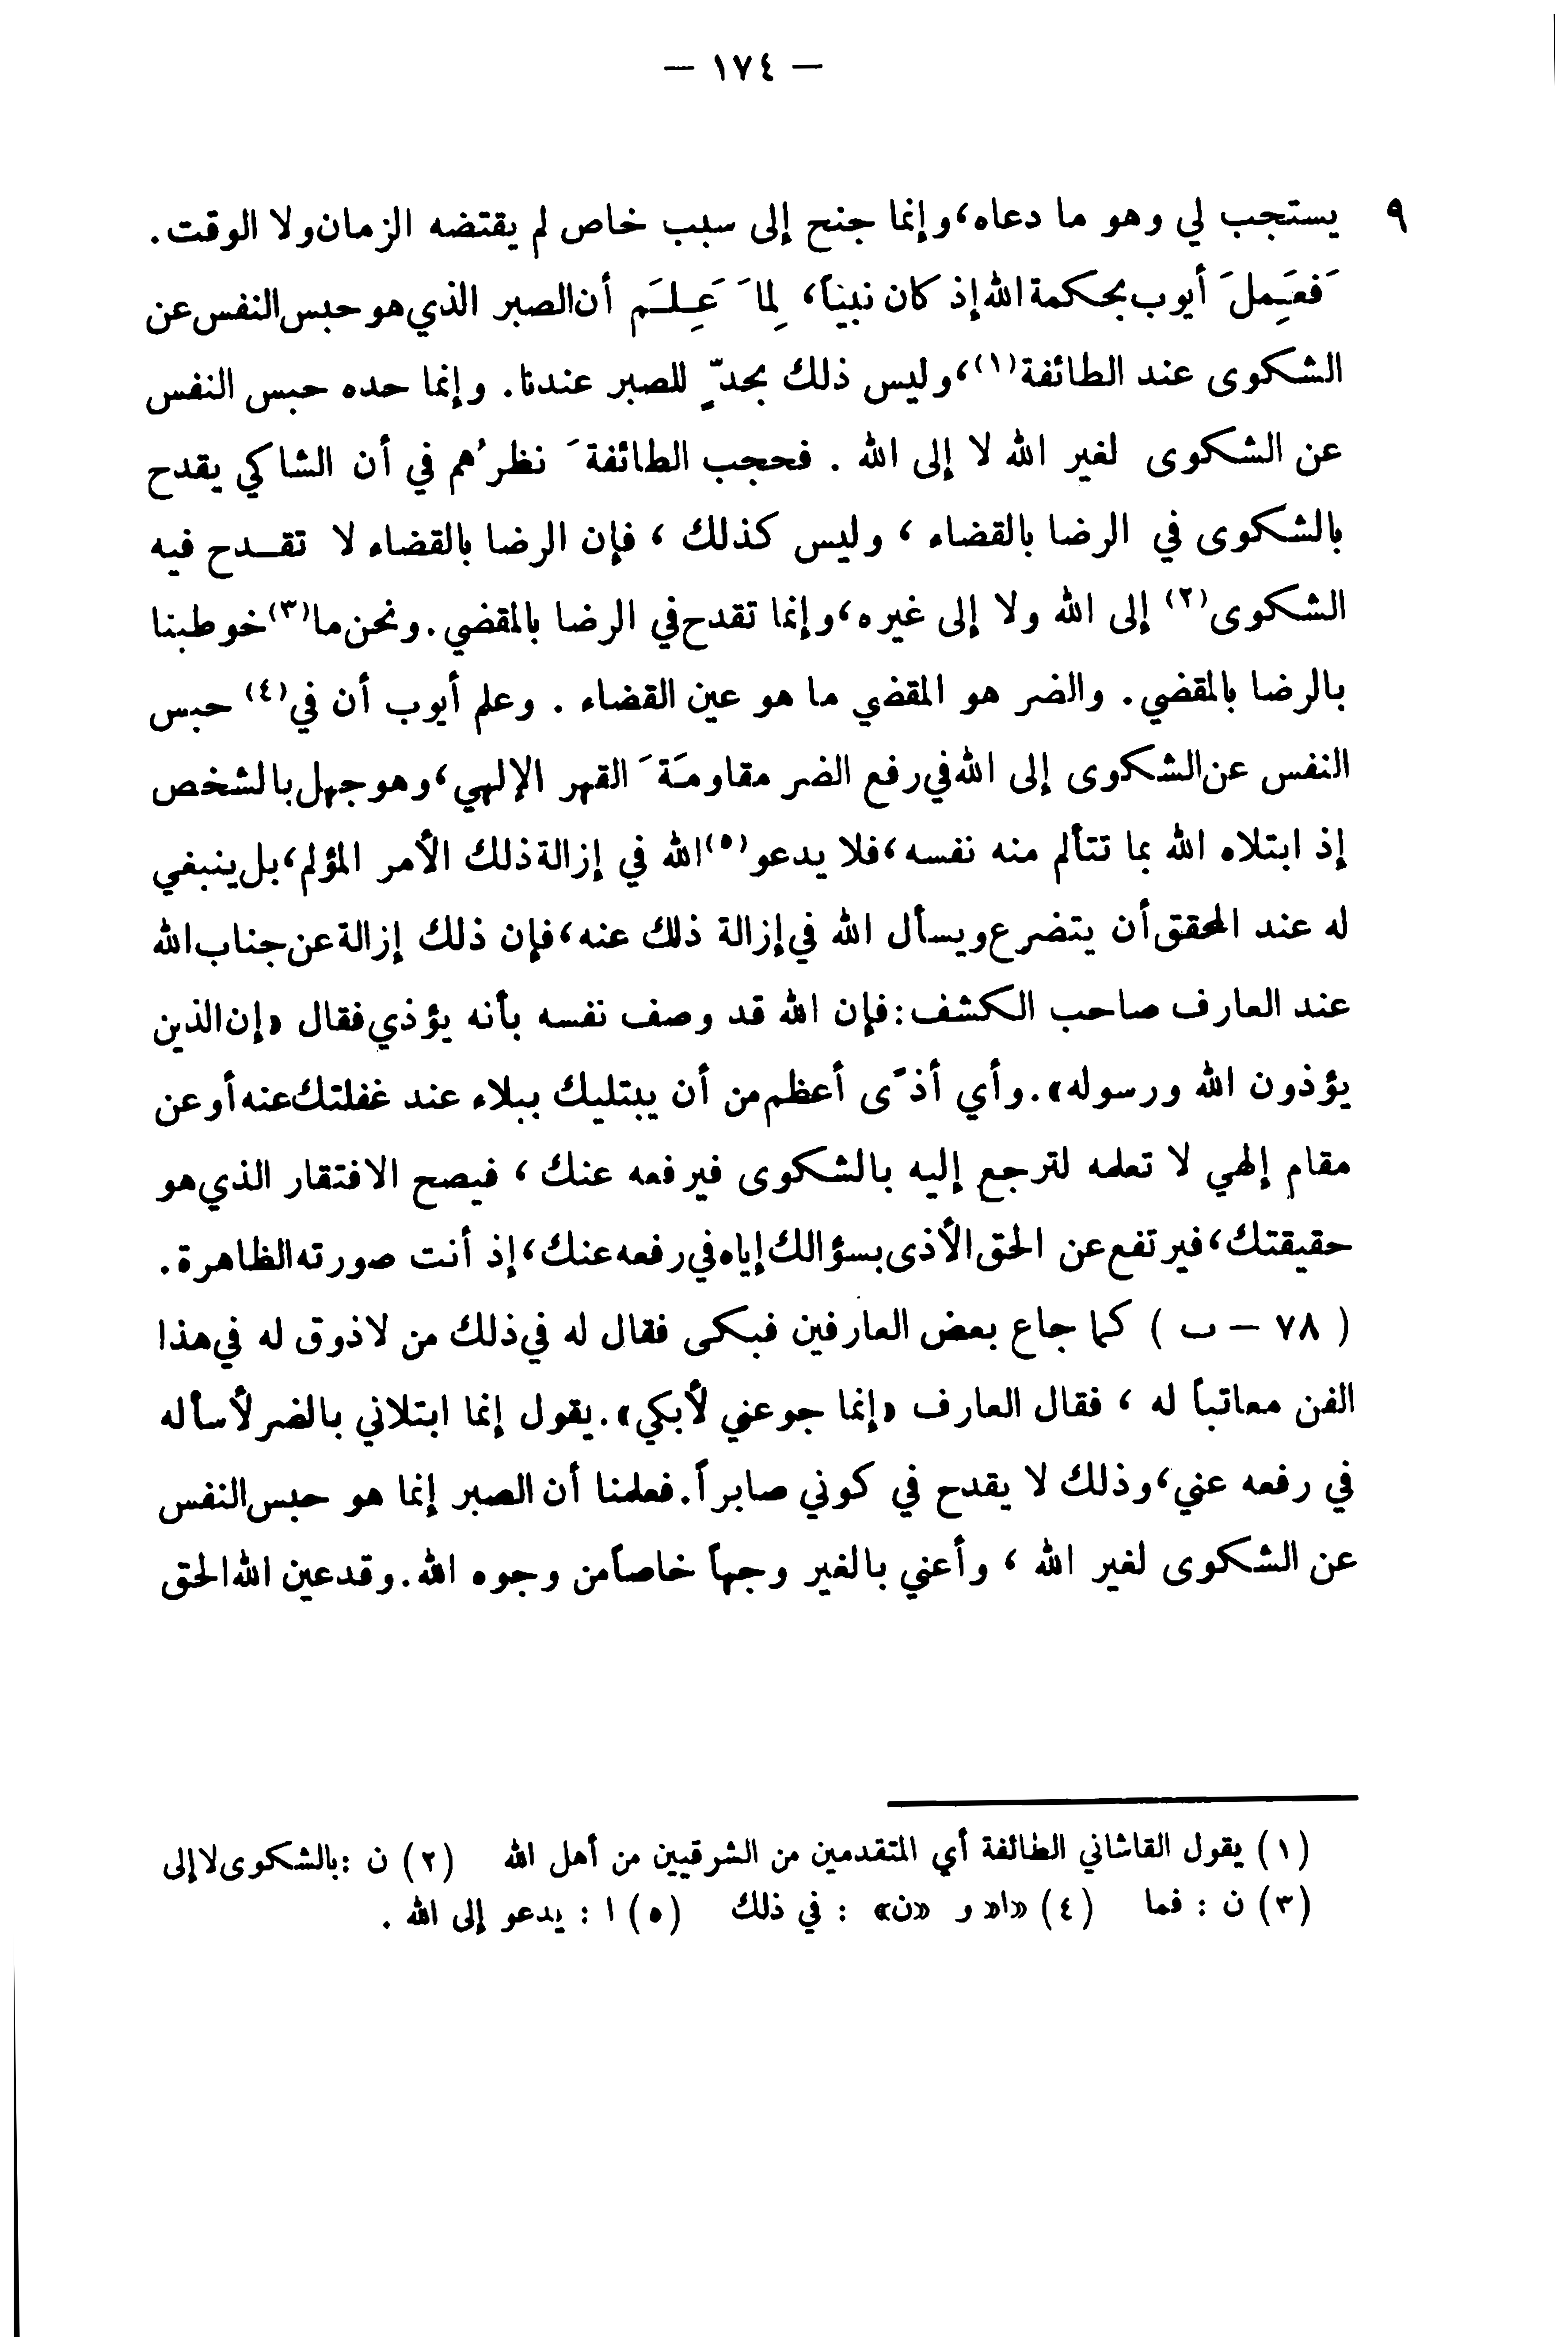 — ١٧٤ —
٩ يستجب لي وهو ما دعاه، وإنما جنح إلى سبب خاص لم يقتضه الزمان ولا الوقت.
فَعَمِلَ أيوب بحكمة الله إذ كان نبياً، لِمَا عَلِمَ أن الصبر الذي هو حبس النفس عن
الشكوى عند الطائفة(١)، وليس ذلك بحدٍّ للصبر عندنا. وإنما حده حبس النفس
عن الشكوى لغير الله لا إلى الله . فحجب الطائفةَ نظرُهم في أن الشاكي يقدح
بالشكوى في الرضا بالقضاء ، وليس كذلك ، فإن الرضا بالقضاء لا تقـدح فيه
الشكوى(٢) إلى الله ولا إلى غيره، وإنما تقدح في الرضا بالمقضي. ونحن ما(٣) خوطبنا
بالرضا بالمقضي. والضر هو المقضي ما هو عين القضاء . وعلم أيوب أن في(٤) حبس
النفس عن الشكوى إلى الله في رفع الضر مقاومَةَ القهر الإلهي، وهو جهل بالشخص
إذ ابتلاه الله بما تتألم منه نفسه، فلا يدعو(٥) الله في إزالة ذلك الأمر المؤلم، بل ينبغي
له عند المحقق أن يتضرع ويسأل الله في إزالة ذلك عنه، فإن ذلك إزالة عن جناب الله
عند العارف صاحب الكشف: فإن الله قد وصف نفسه بأنه يؤذي فقال «إن الذين
يؤذون الله ورسوله». وأي أذًى أعظم من أن يبتليك ببلاء عند غفلتك عنه أو عن
مقام إلهي لا تعلمه لترجع إليه بالشكوى فيرفعه عنك ، فيصح الافتقار الذي هو
حقيقتك، فيرتفع عن الحق الأذى بسؤالك إياه في رفعه عنك، إذ أنت صورته الظاهرة.
( ٧٨ — ب ) كما جاع بعض العارفين فبكى فقال له في ذلك من لا ذوق له في هذا
الفن معاتباً له ، فقال العارف «إنما جوعني لأبكي». يقول إنما ابتلاني بالضر لأسأله
في رفعه عني، وذلك لا يقدح في كوني صابراً. فعلمنا أن الصبر إنما هو حبس النفس
عن الشكوى لغير الله ، وأعني بالغير وجهاً خاصاً من وجوه الله. وقد عين الله الحق
(١) يقول القاشاني الطائفة أي المتقدمين من الشرقيين من أهل الله (٢) ن : بالشكوى لا إلى
(٣) ن : فما (٤) «ا» و «ن» : في ذلك (٥) ا : يدعو إلى الله .